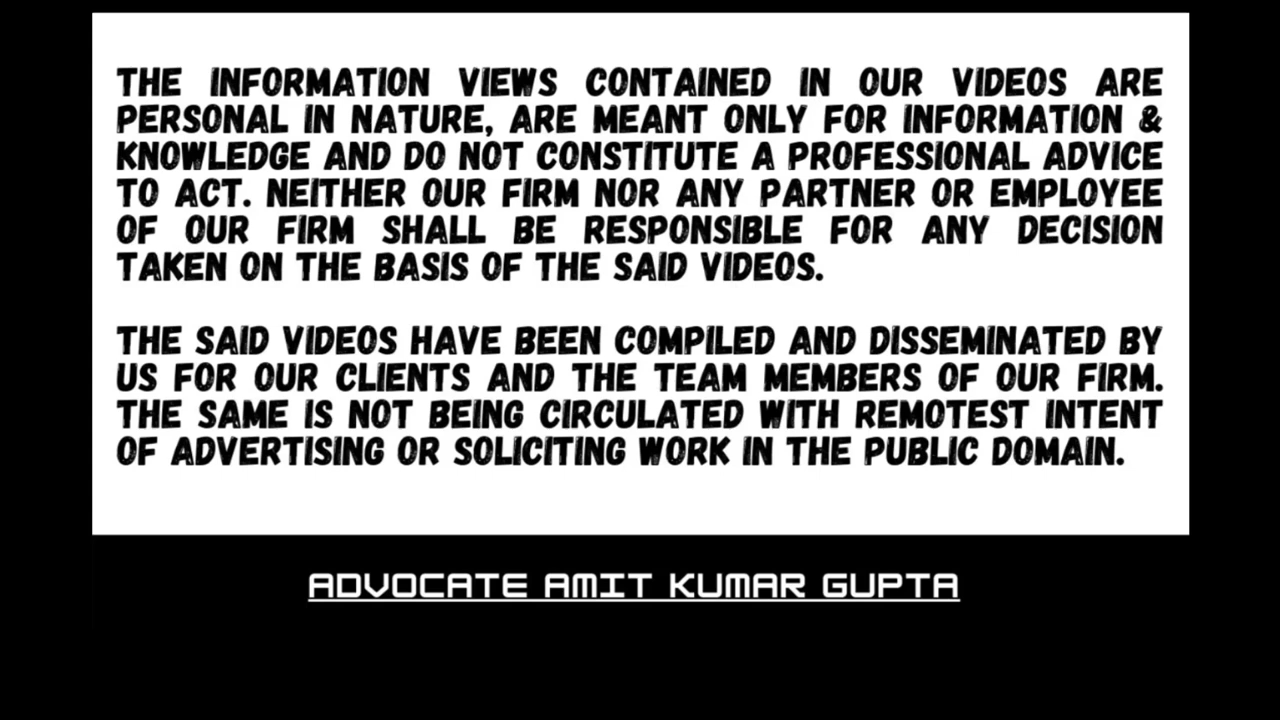 THE INFORMATION VIEWS CONTAINED IN OUR VIDEOS ARE
PERSONAL IN NATURE, ARE MEANT ONLY FOR INFORMATION &
KNOWLEDGE AND DO NOT CONSTITUTE A PROFESSIONAL ADVICE
TO ACT. NEITHER OUR FIRM NOR ANY PARTNER OR EMPLOYEE
OF OUR FIRM SHALL BE RESPONSIBLE FOR ANY DECISION
TAKEN ON THE BASIS OF THE SAID VIDEOS.
THE SAID VIDEOS HAVE BEEN COMPILED AND DISSEMINATED BY
US FOR OUR CLIENTS AND THE TEAM MEMBERS OF OUR FIRM.
THE SAME IS NOT BEING CIRCULATED WITH REMOTEST INTENT
OF ADVERTISING OR SOLICITING WORK IN THE PUBLIC DOMAIN.
ADVOCATE AMIT KUMAR GUPTA